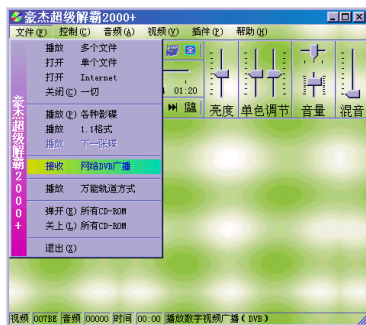 豪杰超级解霸2000+
文件(F) 控制(C) 音频(A) 视频(V) 插件(P) 帮助(H)
播放 多个文件
打开 单个文件
打开 Internet
关闭(C) 一切
播放(P) 各种影碟
播放 1.1格式
播放 下一张碟
接收 网络DVB广播
播放 万能轨道方式
弹开(E) 所有CD-ROM
关上(L) 所有CD-ROM
退出(X)
豪杰超级解霸2000+
01:20
亮度 单色调节 音量 混音
视频 007BE 音频 00000 时间 00:00 播放数字视频广播(DVB)